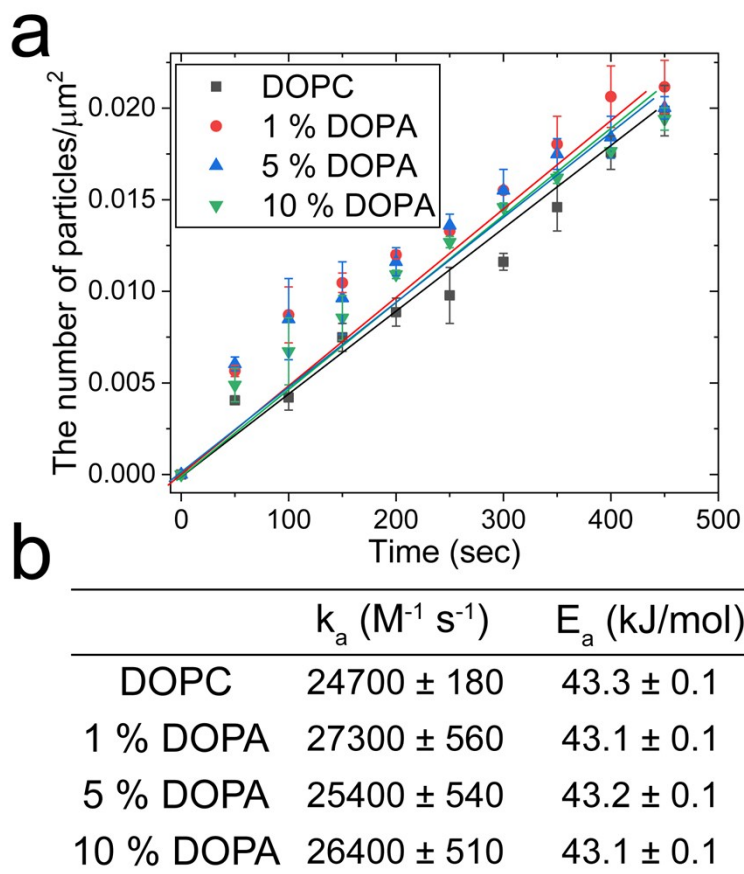 a
DOPC
1 % DOPA
5 % DOPA
10 % DOPA
The number of particles/μm²
0.020
0.015
0.010
0.005
0.000
0 100 200 300 400 500
Time (sec)
b
kₐ (M⁻¹ s⁻¹) Eₐ (kJ/mol)
DOPC 24700 ± 180 43.3 ± 0.1
1 % DOPA 27300 ± 560 43.1 ± 0.1
5 % DOPA 25400 ± 540 43.2 ± 0.1
10 % DOPA 26400 ± 510 43.1 ± 0.1